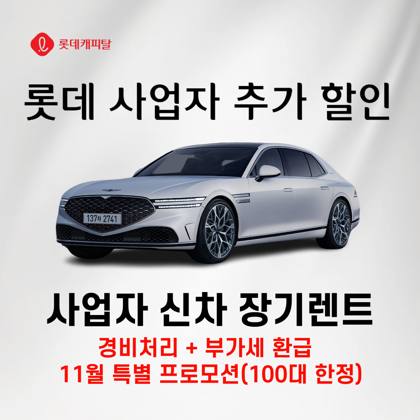 롯데캐피탈
롯데 사업자 추가 할인
137하 2741
사업자 신차 장기렌트
경비처리 + 부가세 환급
11월 특별 프로모션(100대 한정)